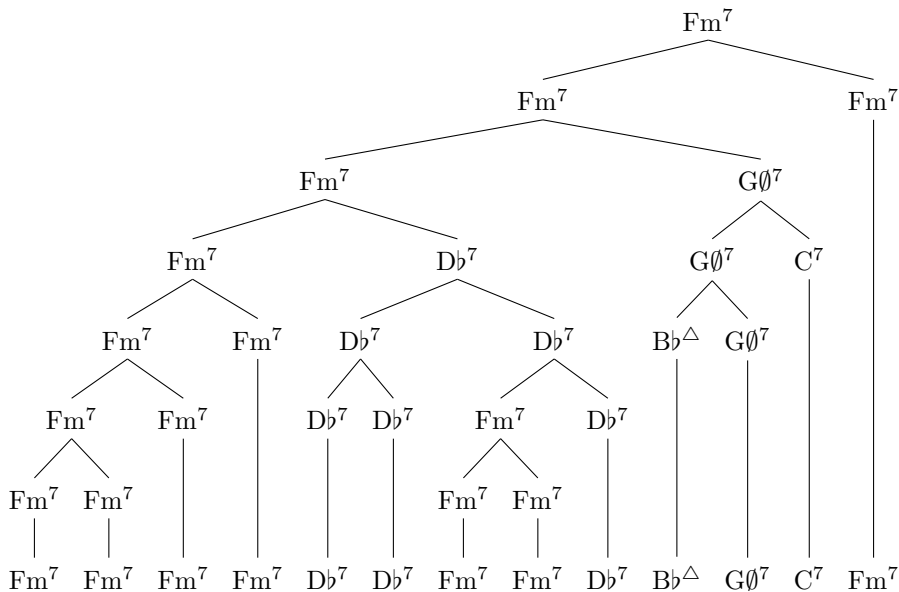 Fm⁷
Fm⁷ Fm⁷
Fm⁷ G∅⁷
Fm⁷ D♭⁷ G∅⁷ C⁷
Fm⁷ Fm⁷ D♭⁷ D♭⁷ B♭△ G∅⁷
Fm⁷ Fm⁷ D♭⁷ D♭⁷ Fm⁷ D♭⁷
Fm⁷ Fm⁷ Fm⁷ Fm⁷
Fm⁷ Fm⁷ Fm⁷ Fm⁷ D♭⁷ D♭⁷ Fm⁷ Fm⁷ D♭⁷ B♭△ G∅⁷ C⁷ Fm⁷